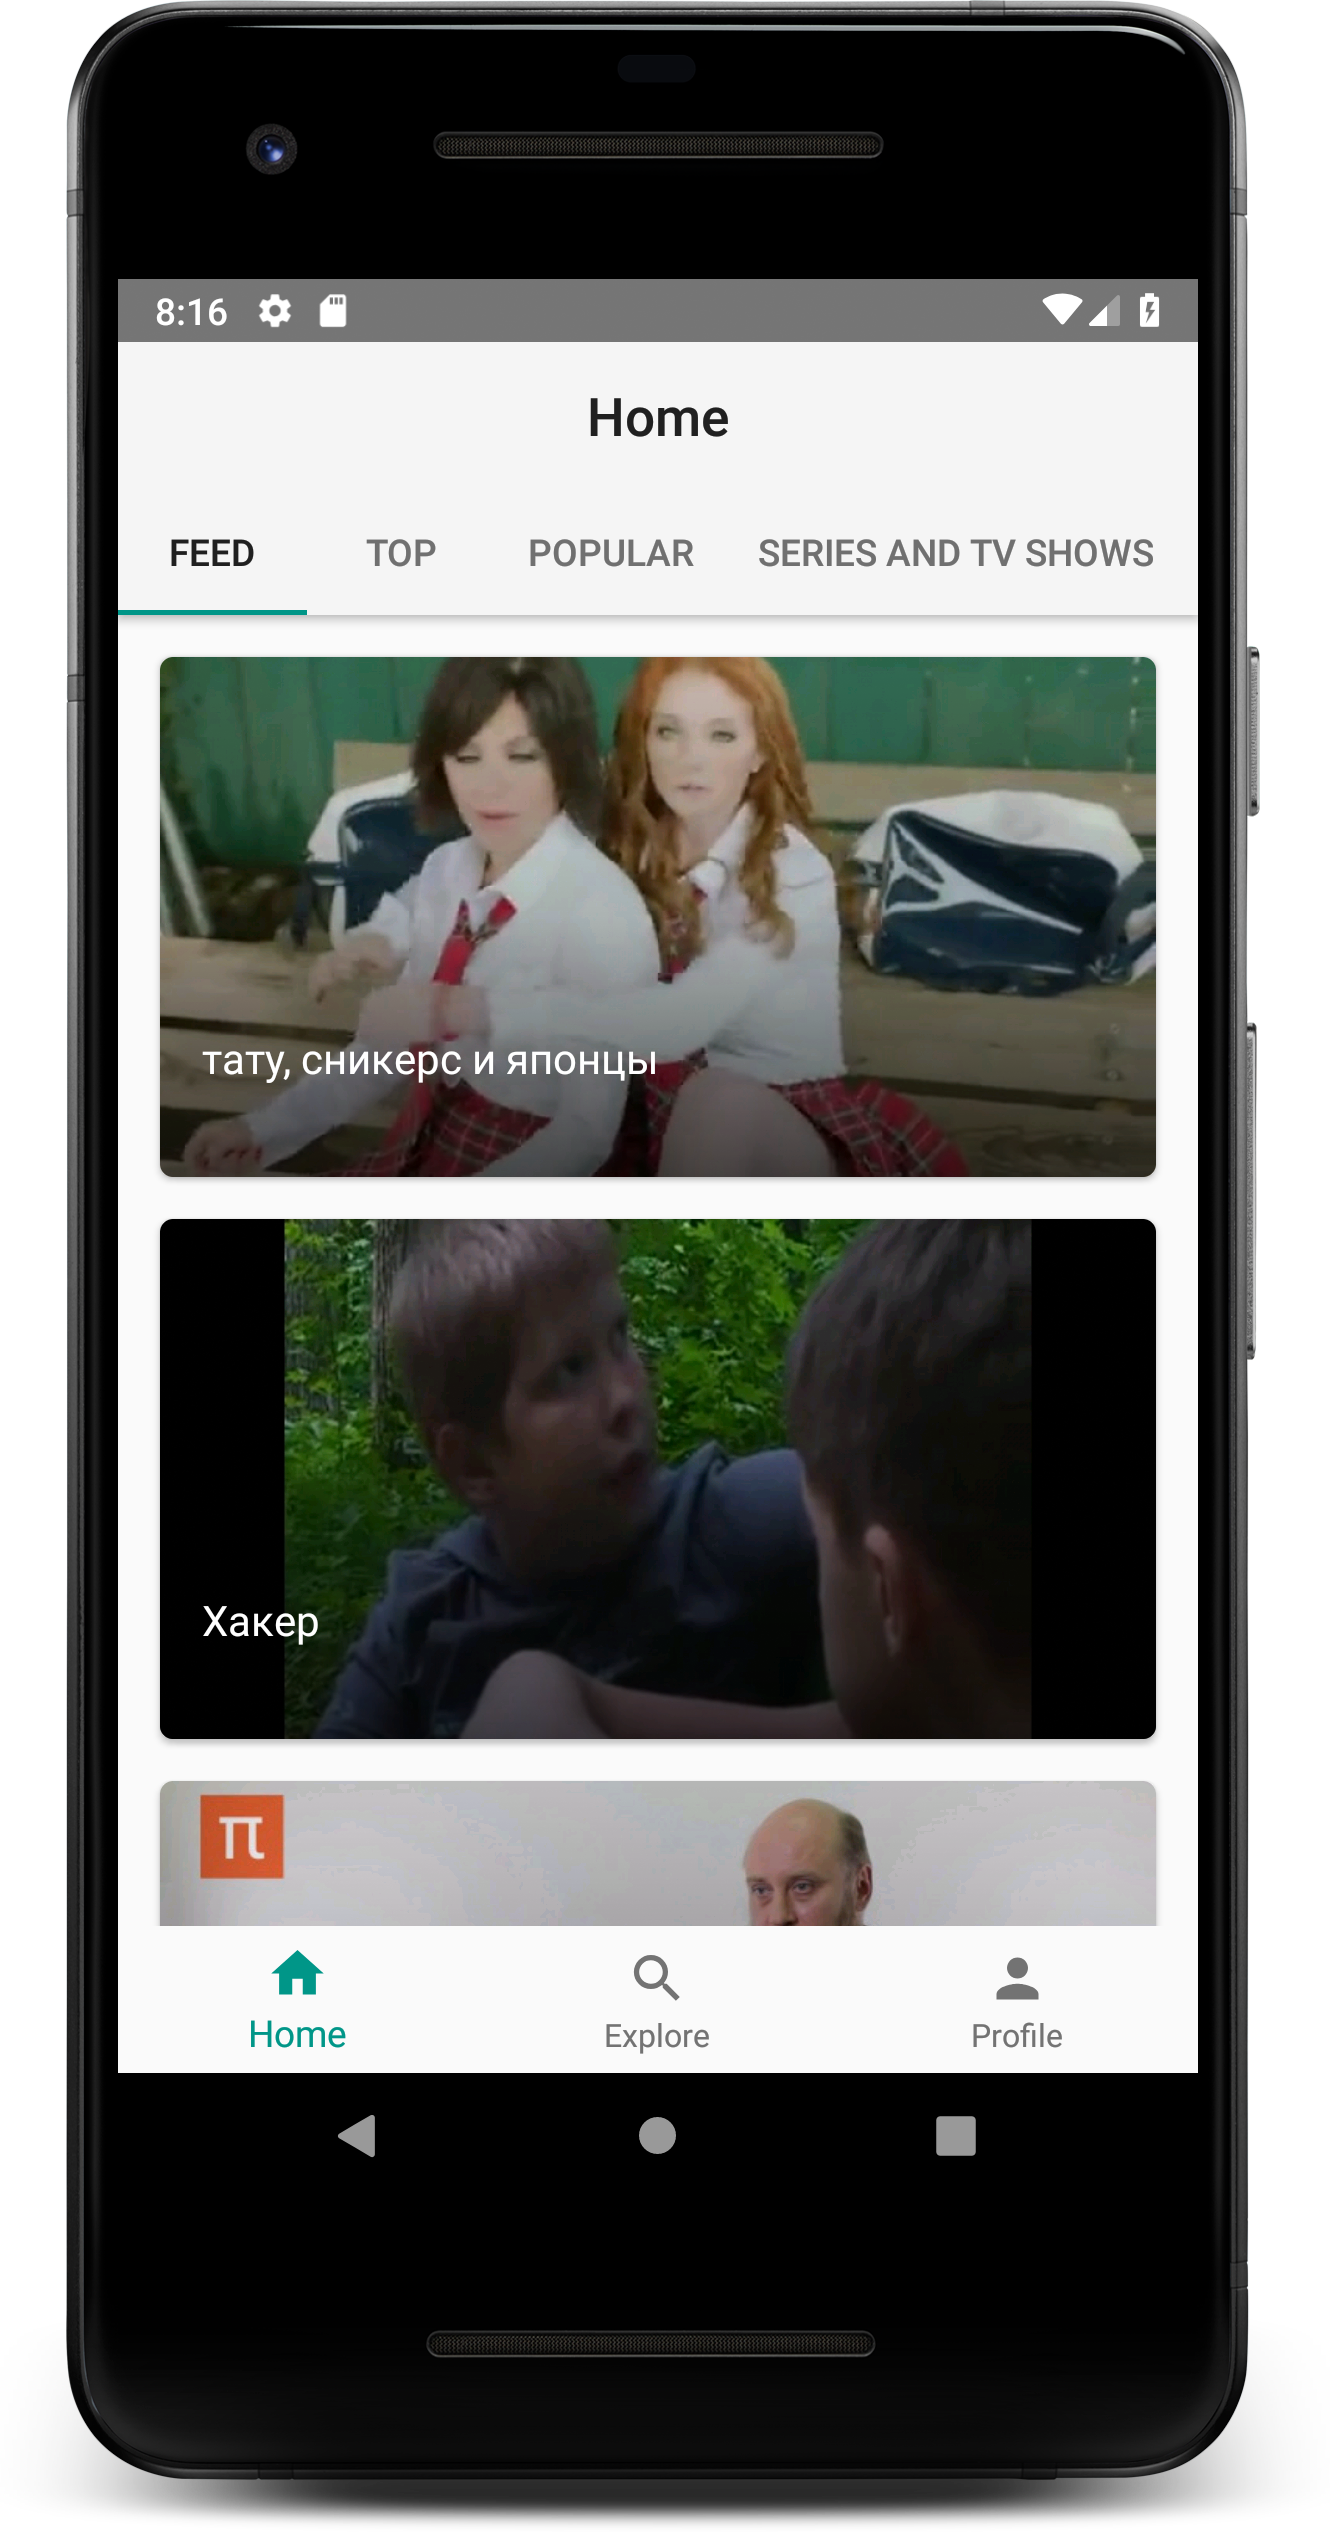 8:16
Home
FEED TOP POPULAR SERIES AND TV SHOWS
тату, сникерс и японцы
Хакер
π
Home Explore Profile